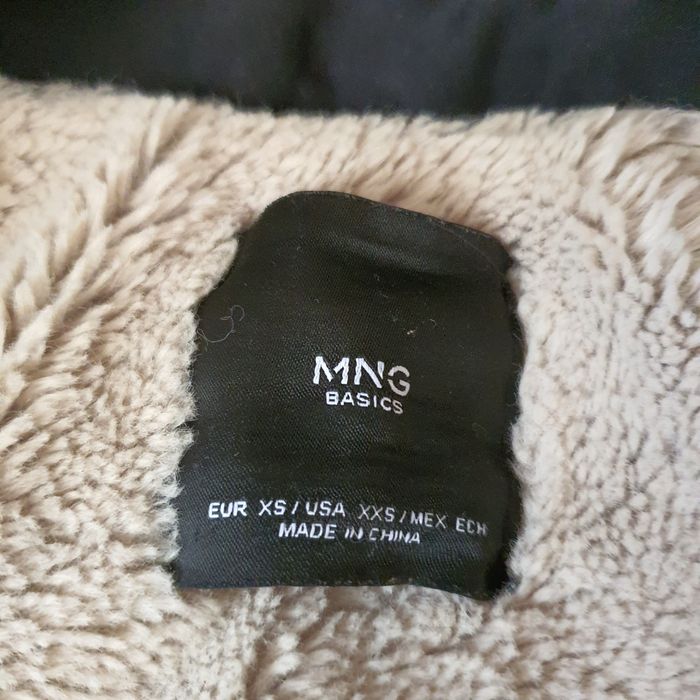 MNG
BASICS
EUR XS / USA XXS / MEX ECH
MADE IN CHINA